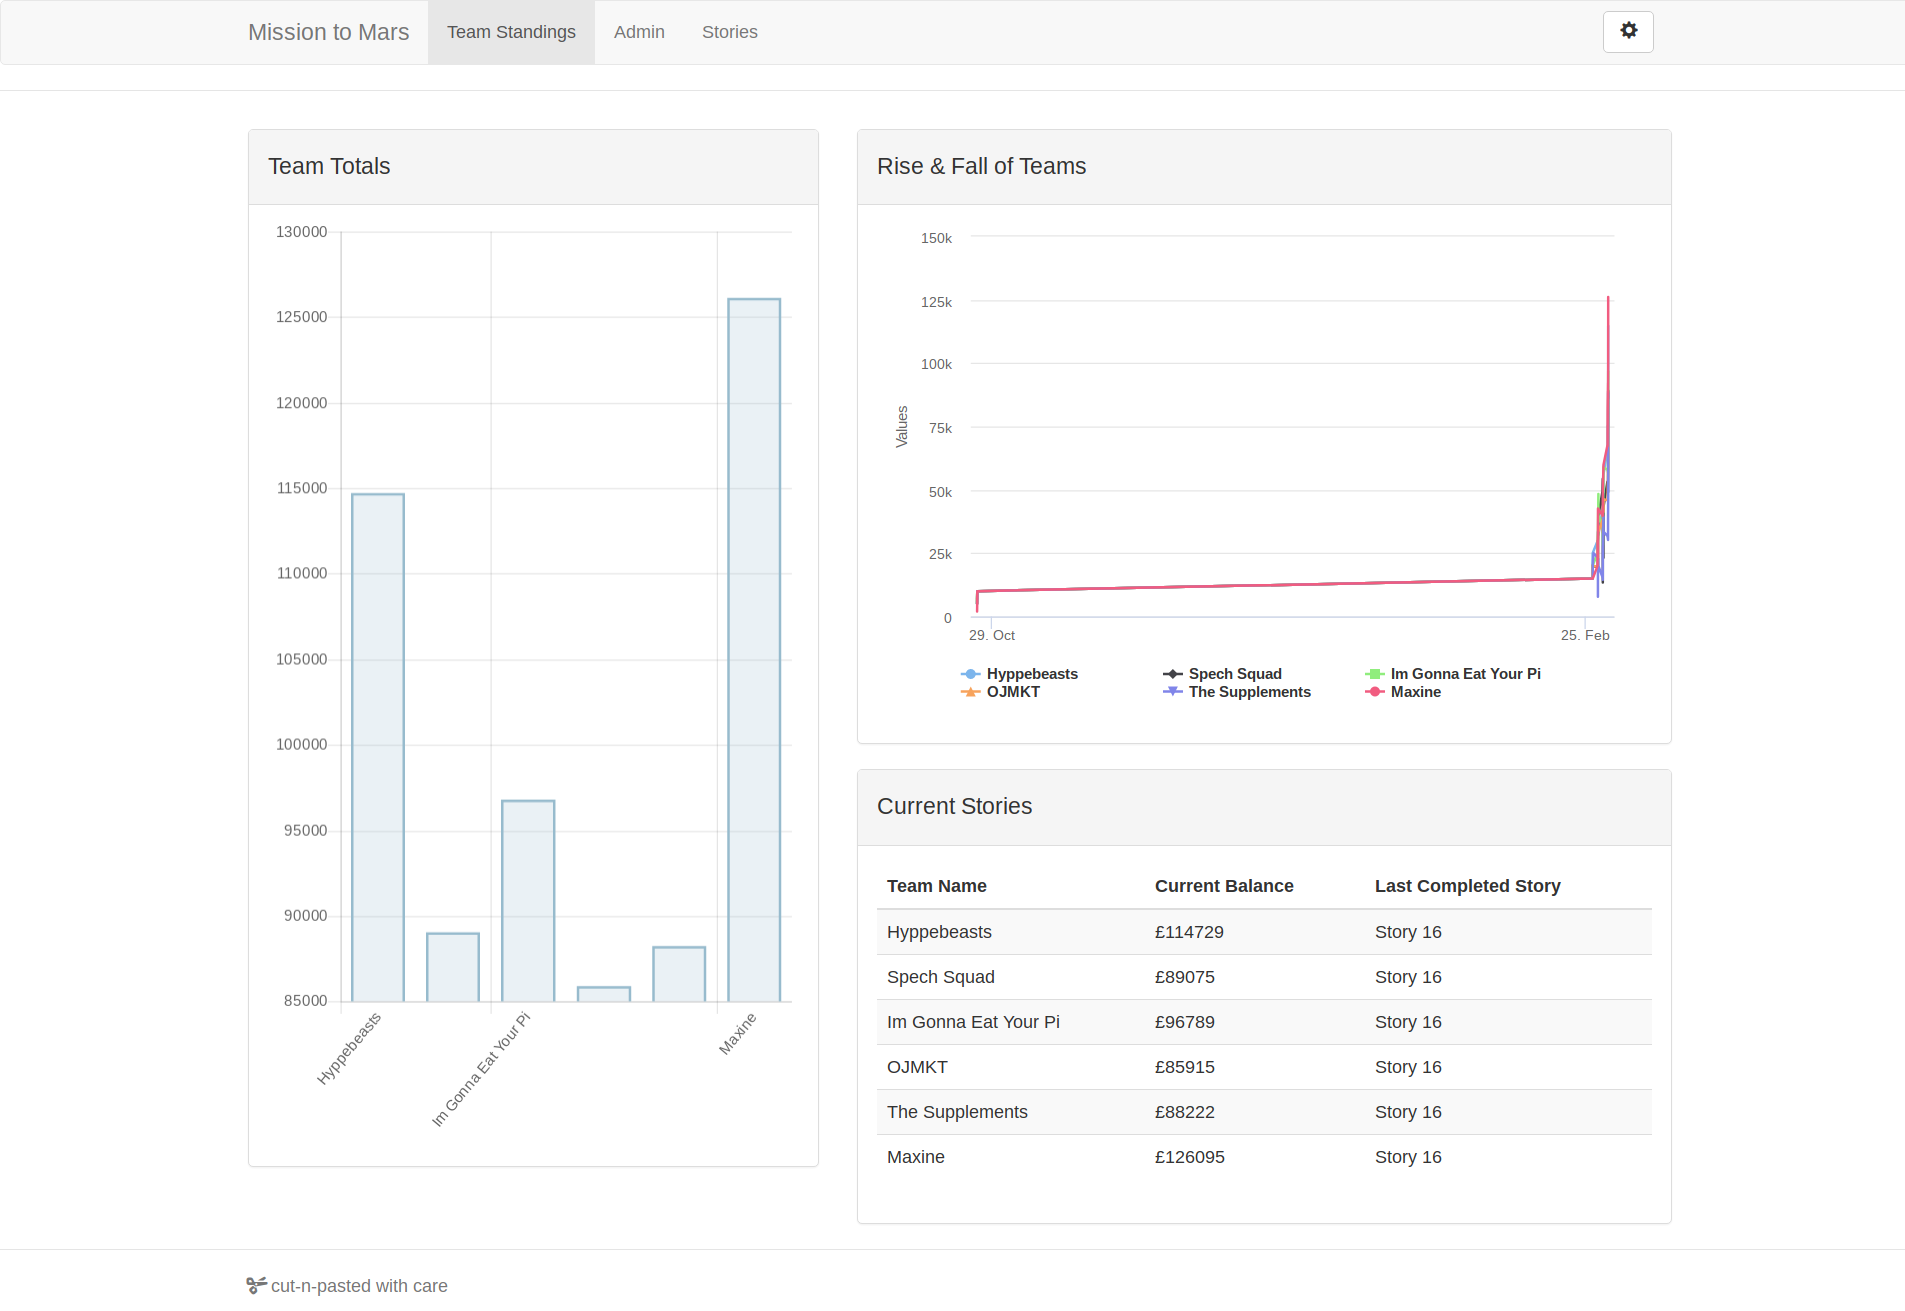 Mission to Mars Team Standings Admin Stories
Team Totals
130000
125000
120000
115000
110000
105000
100000
95000
90000
85000
Hyppebeasts
Im Gonna Eat Your Pi
Maxine
Rise & Fall of Teams
150k
125k
100k
75k
50k
25k
0
Values
29. Oct 25. Feb
Hyppebeasts Spech Squad Im Gonna Eat Your Pi
OJMKT The Supplements Maxine
Current Stories
Team Name Current Balance Last Completed Story
Hyppebeasts £114729 Story 16
Spech Squad £89075 Story 16
Im Gonna Eat Your Pi £96789 Story 16
OJMKT £85915 Story 16
The Supplements £88222 Story 16
Maxine £126095 Story 16
cut-n-pasted with care